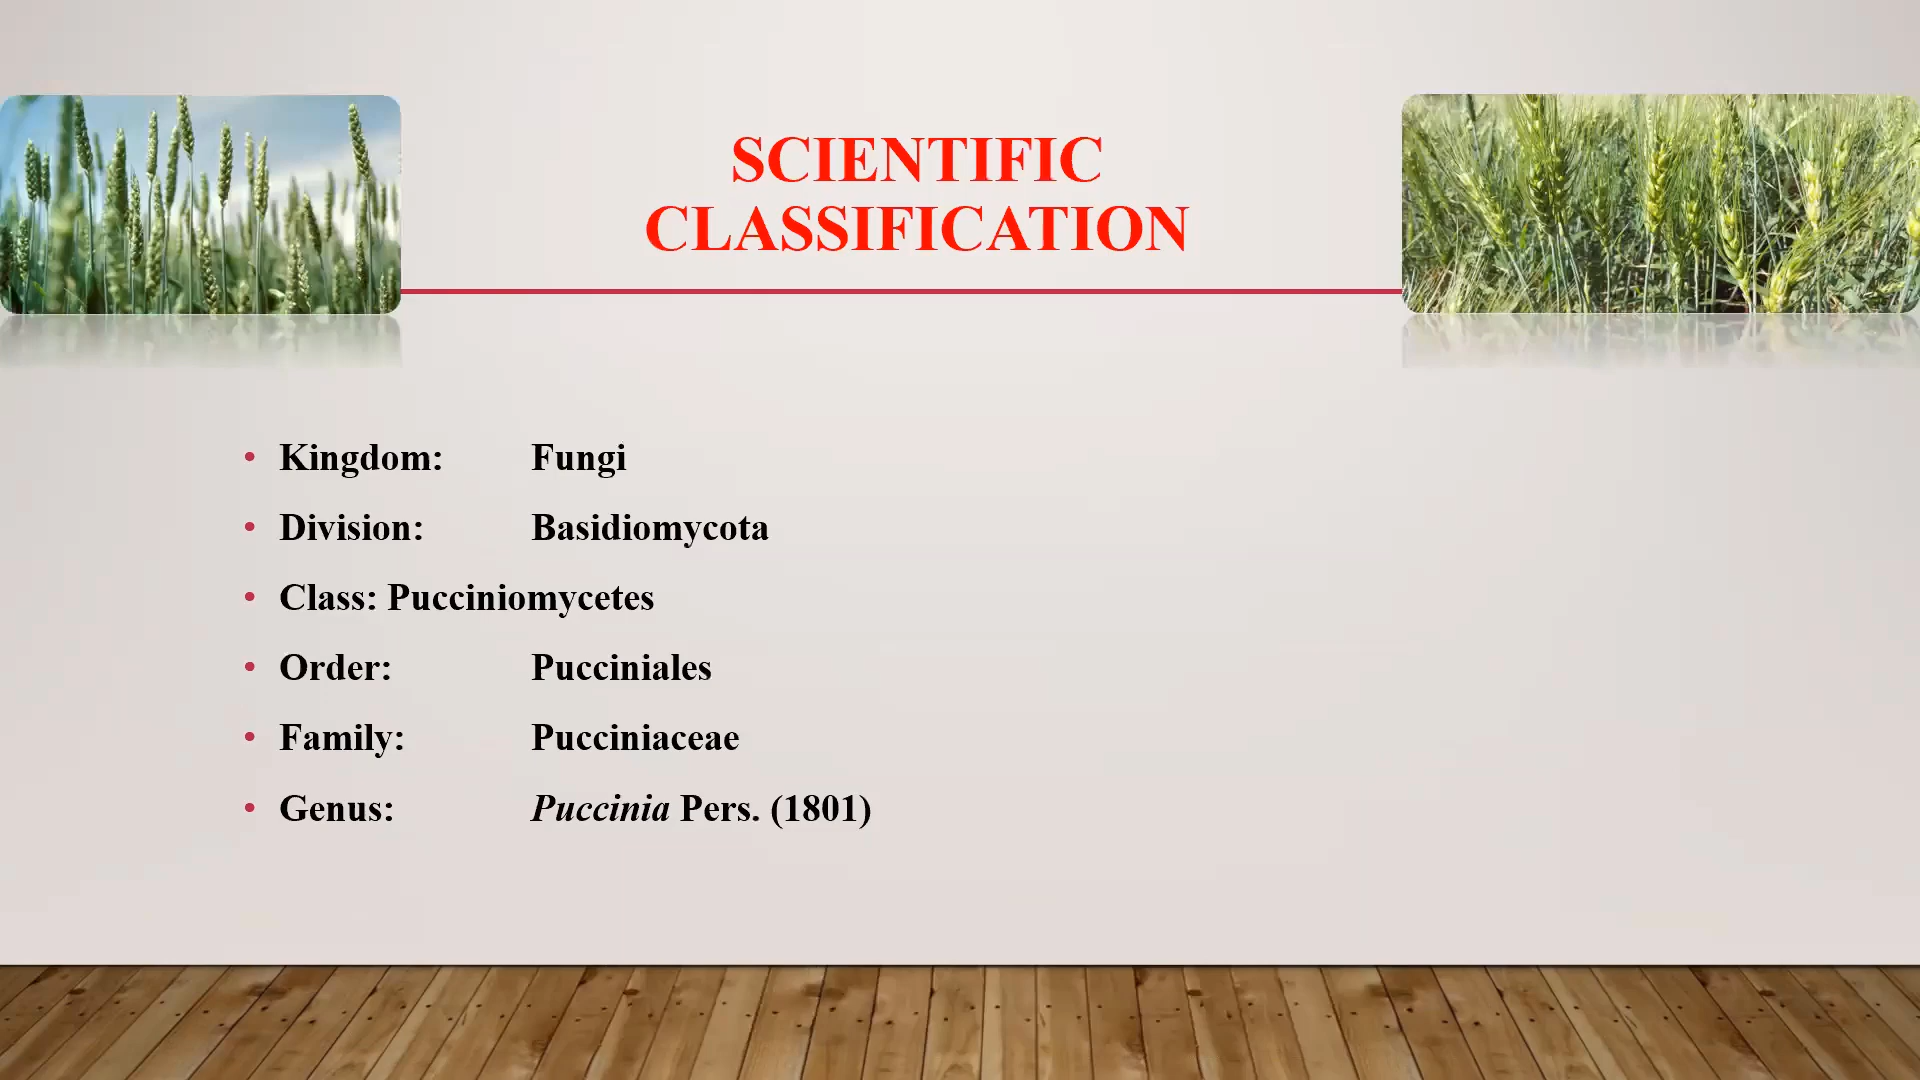 SCIENTIFIC
CLASSIFICATION
• Kingdom: Fungi
• Division: Basidiomycota
• Class: Pucciniomycetes
• Order: Pucciniales
• Family: Pucciniaceae
• Genus: Puccinia Pers. (1801)